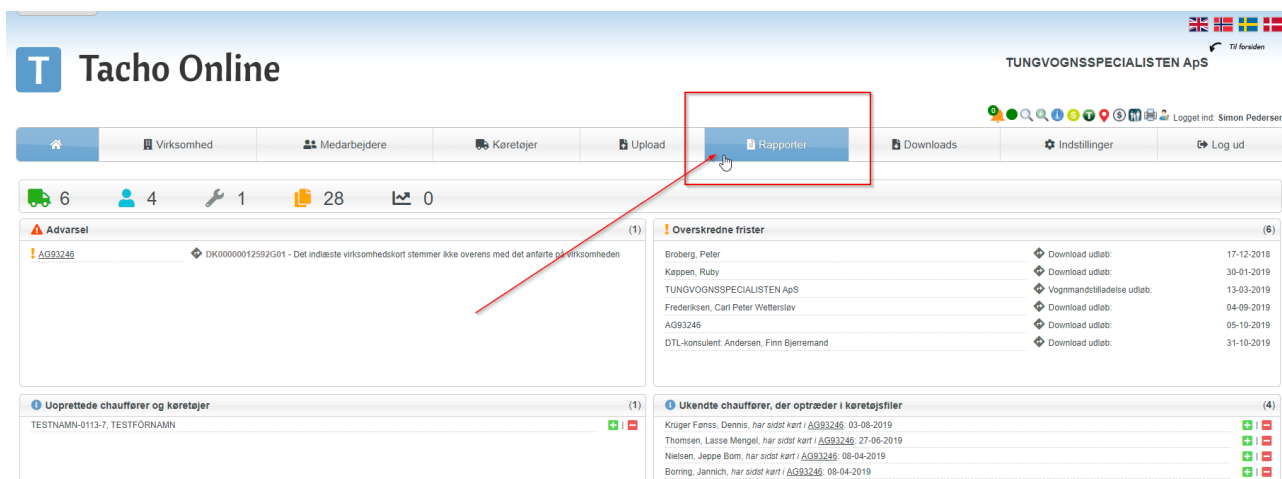 Til forsiden
T Tacho Online
TUNGVOGNSSPECIALISTEN ApS
0 Logget ind: Simon Pedersen
Virksomhed Medarbejdere Køretøjer Upload Rapporter Downloads Indstillinger Log ud
6 4 1 28 0
Advarsel (1)
AG93246 DK00000012592G01 - Det indlæste virksomhedskort stemmer ikke overens med det anførte på virksomheden
Overskredne frister (6)
Broberg, Peter Download udløb: 17-12-2018
Køppen, Ruby Download udløb: 30-01-2019
TUNGVOGNSSPECIALISTEN ApS Vognmandstilladelse udløb: 13-03-2019
Frederiksen, Carl Peter Wettersløv Download udløb: 04-09-2019
AG93246 Download udløb: 05-10-2019
DTL-konsulent: Andersen, Finn Bjerremand Download udløb: 31-10-2019
Uoprettede chauffører og køretøjer (1)
TESTNAMN-0113-7, TESTFÖRNAMN |
Ukendte chauffører, der optræder i køretøjsfiler (4)
Krüger Fønss, Dennis, har sidst kørt i AG93246: 03-08-2019 |
Thomsen, Lasse Mengel, har sidst kørt i AG93246: 27-06-2019 |
Nielsen, Jeppe Bom, har sidst kørt i AG93246: 08-04-2019 |
Borring, Jannich, har sidst kørt i AG93246: 08-04-2019 |